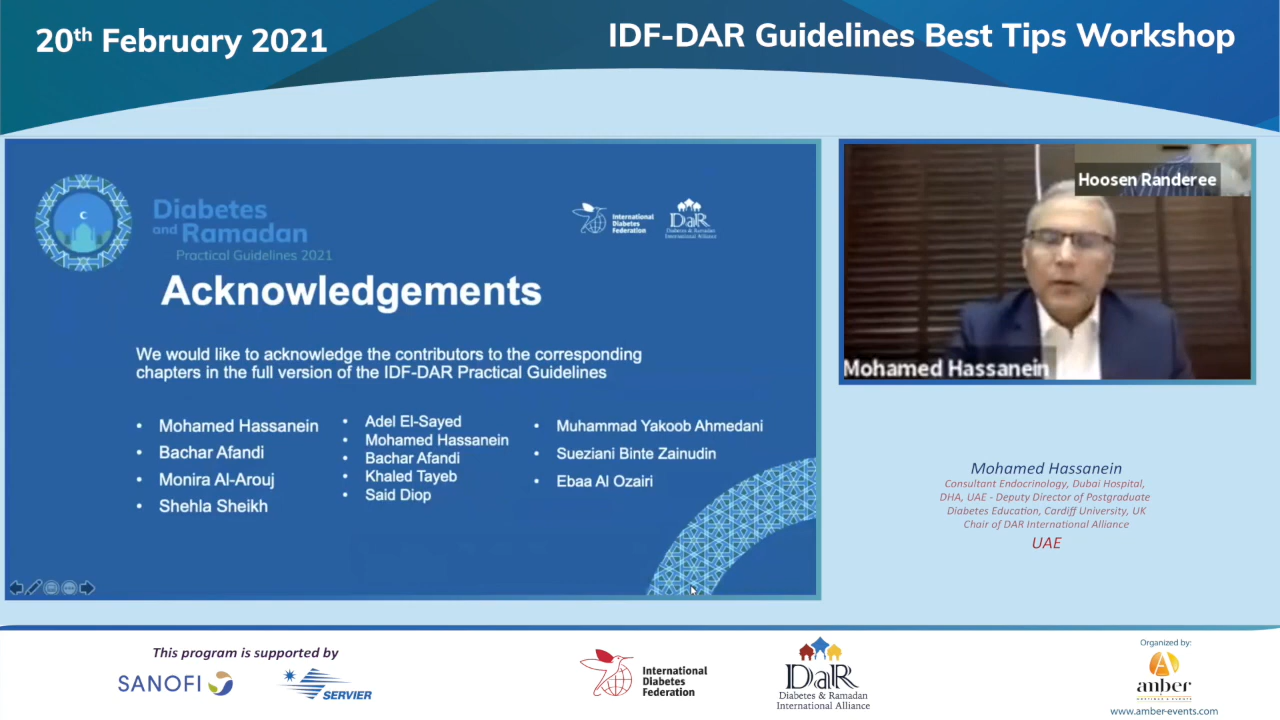 20th February 2021
IDF-DAR Guidelines Best Tips Workshop
Diabetes
and Ramadan
Practical Guidelines 2021
International
Diabetes
Federation
DaR
Diabetes & Ramadan
International Alliance
Acknowledgements
We would like to acknowledge the contributors to the corresponding
chapters in the full version of the IDF-DAR Practical Guidelines
• Mohamed Hassanein
• Bachar Afandi
• Monira Al-Arouj
• Shehla Sheikh
• Adel El-Sayed
• Mohamed Hassanein
• Bachar Afandi
• Khaled Tayeb
• Said Diop
• Muhammad Yakoob Ahmedani
• Sueziani Binte Zainudin
• Ebaa Al Ozairi
Hoosen Randeree
Mohamed Hassanein
Mohamed Hassanein
Consultant Endocrinology, Dubai Hospital,
DHA, UAE - Deputy Director of Postgraduate
Diabetes Education, Cardiff University, UK
Chair of DAR International Alliance
UAE
This program is supported by
SANOFI
SERVIER
International
Diabetes
Federation
DaR
Diabetes & Ramadan
International Alliance
Organized by:
anber
www.amber-events.com